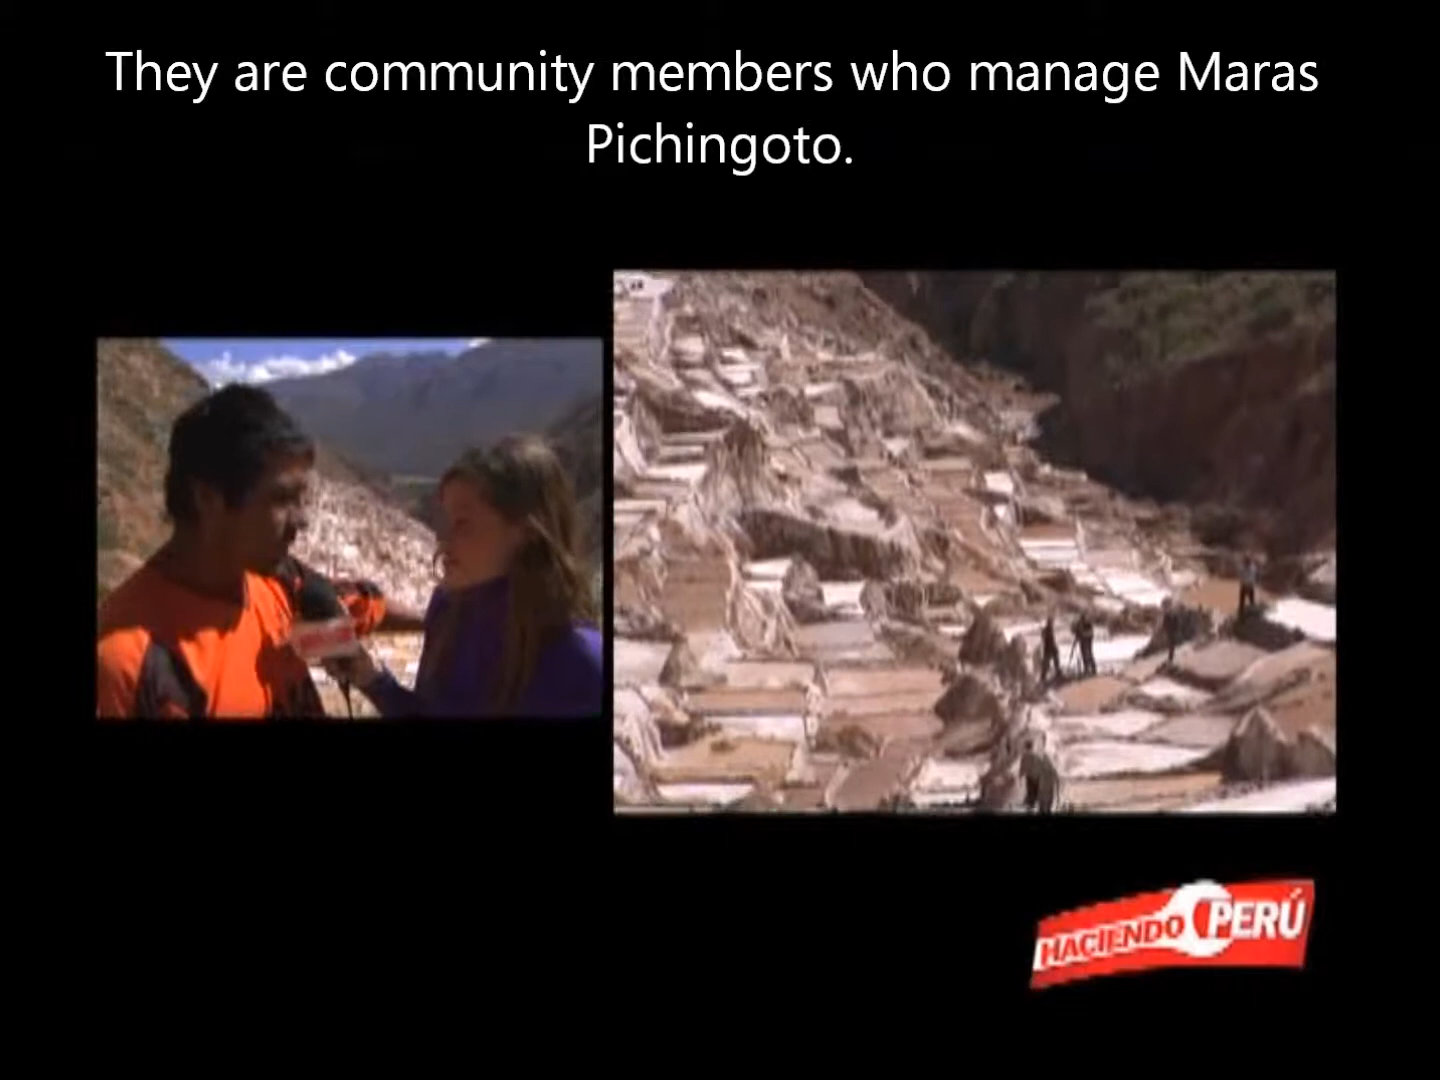 They are community members who manage Maras
Pichingoto.
HACIENDO PERÚ